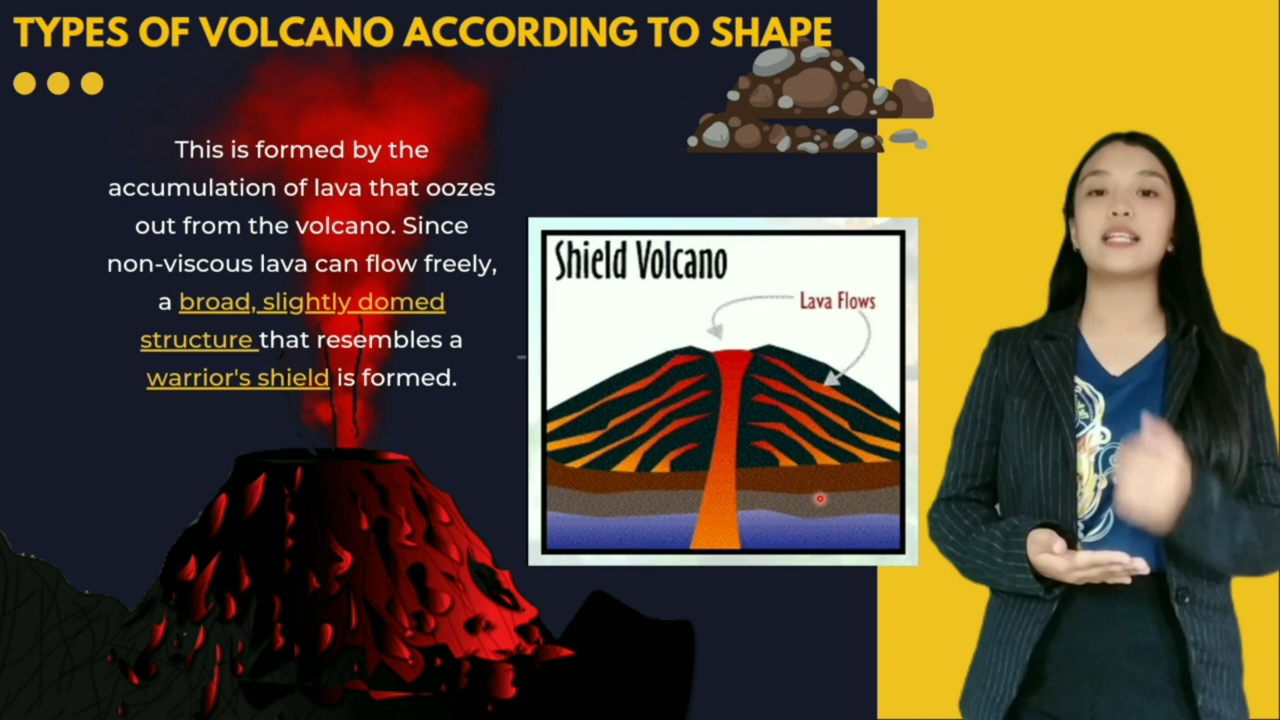 TYPES OF VOLCANO ACCORDING TO SHAPE
This is formed by the
accumulation of lava that oozes
out from the volcano. Since
non-viscous lava can flow freely,
a broad, slightly domed
structure that resembles a
warrior's shield is formed.
Shield Volcano
Lava Flows